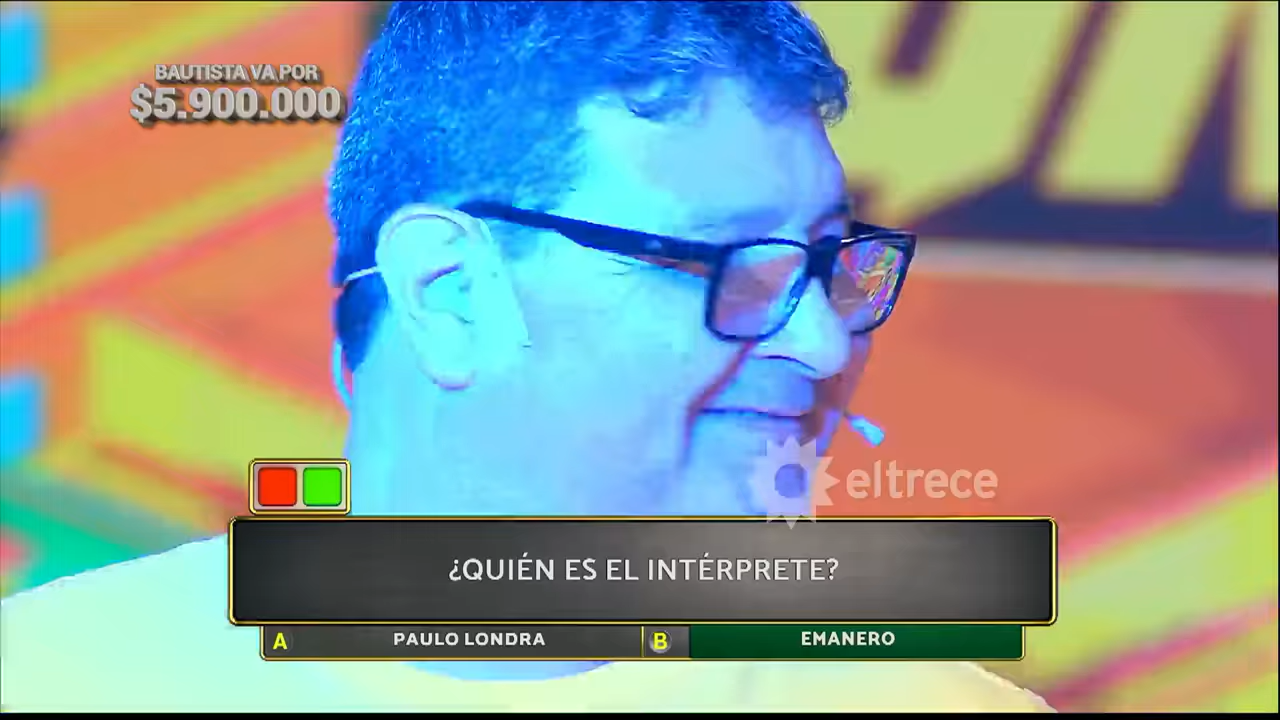 BAUTISTA VA POR
$5.900.000
eltrece
¿QUIÉN ES EL INTÉRPRETE?
A PAULO LONDRA B EMANERO